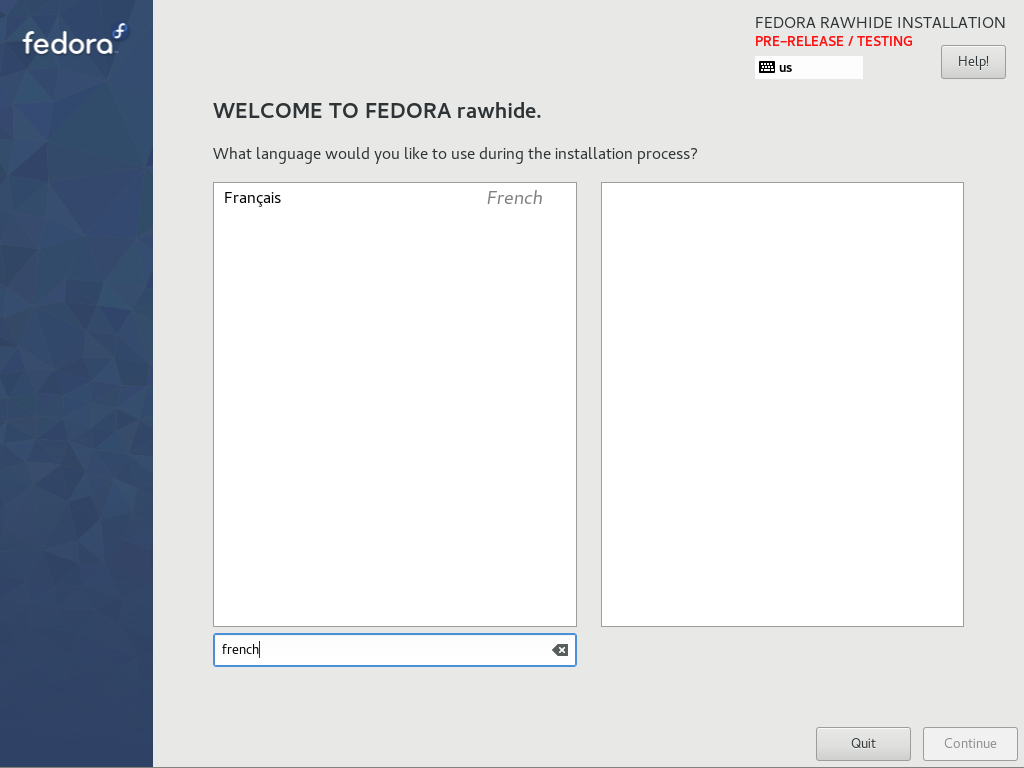 fedora
FEDORA RAWHIDE INSTALLATION
PRE-RELEASE / TESTING
us
Help!
WELCOME TO FEDORA rawhide.
What language would you like to use during the installation process?
Français French
french
Quit
Continue